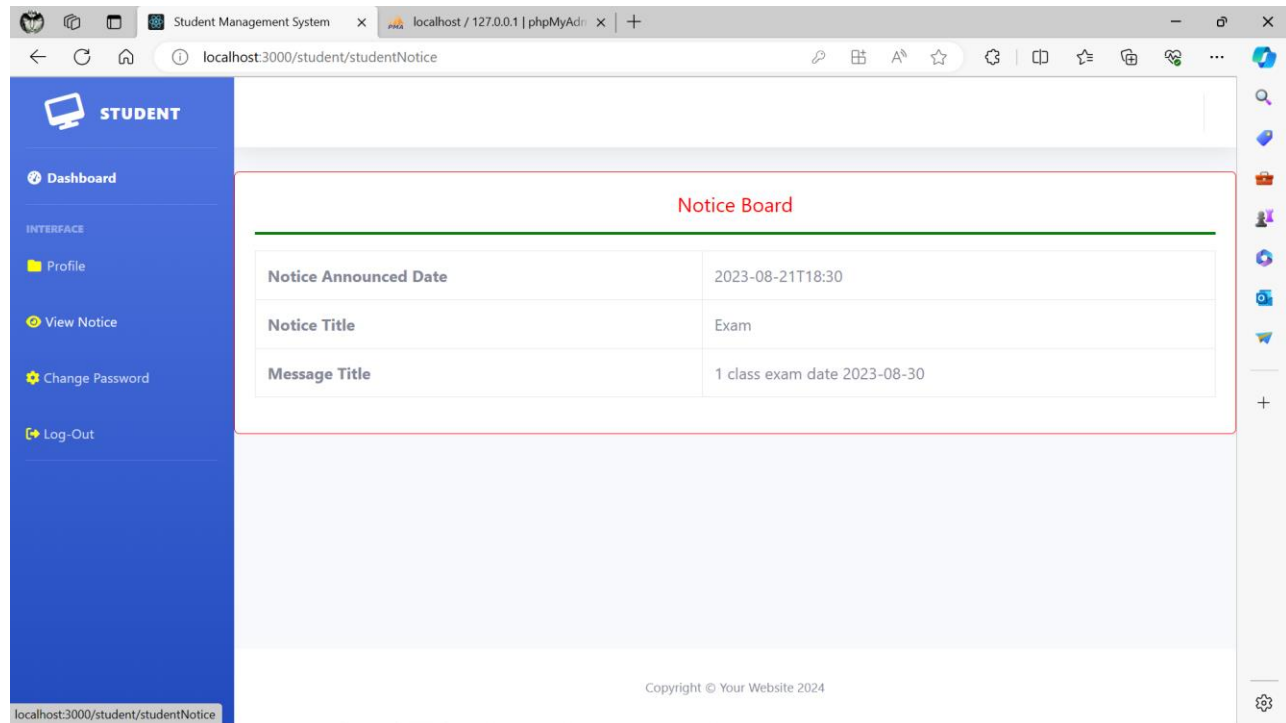 Student Management System
localhost / 127.0.0.1 | phpMyAdn
localhost:3000/student/studentNotice
STUDENT
Dashboard
INTERFACE
Profile
View Notice
Change Password
Log-Out
Notice Board
Notice Announced Date 2023-08-21T18:30
Notice Title Exam
Message Title 1 class exam date 2023-08-30
Copyright © Your Website 2024
localhost:3000/student/studentNotice